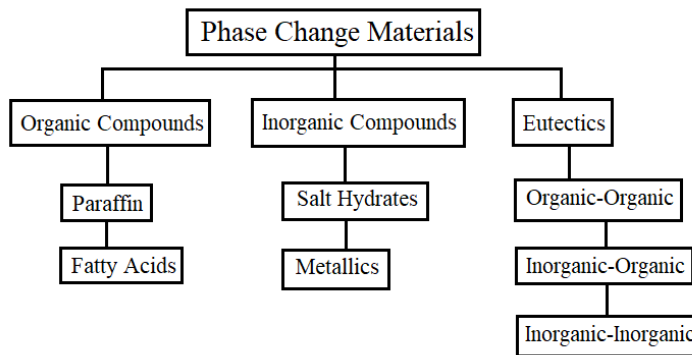 Phase Change Materials
Organic Compounds
Inorganic Compounds
Eutectics
Paraffin
Salt Hydrates
Organic-Organic
Fatty Acids
Metallics
Inorganic-Organic
Inorganic-Inorganic